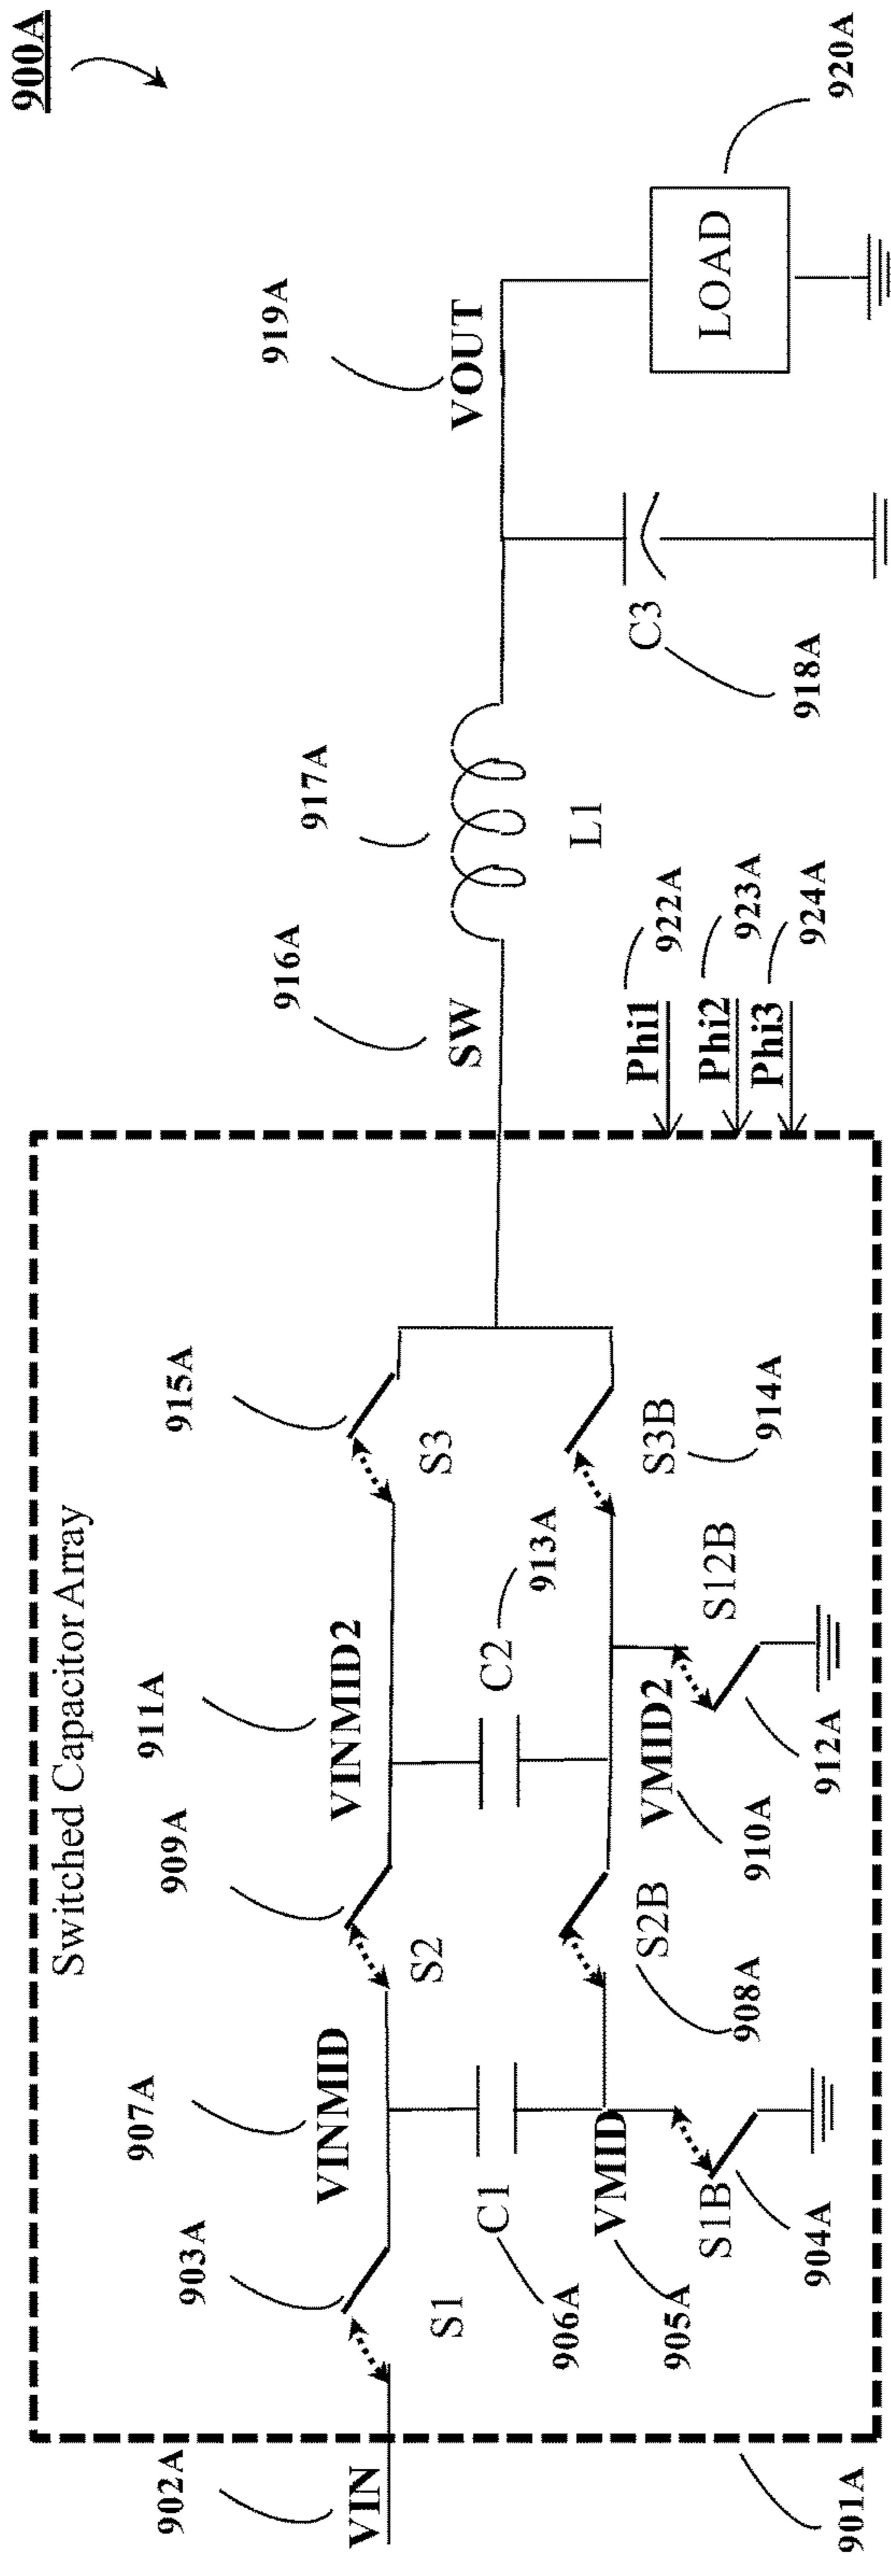 900A
Switched Capacitor Array
902A
VIN
903A
S1
907A
VINMID
C1
906A
VMID
905A
S1B
904A
909A
S2
S2B
908A
911A
VINMID2
C2
913A
VMID2
910A
S12B
912A
915A
S3
S3B
914A
901A
916A
SW
917A
L1
Phi1
922A
Phi2
923A
Phi3
924A
C3
918A
919A
VOUT
LOAD
920A